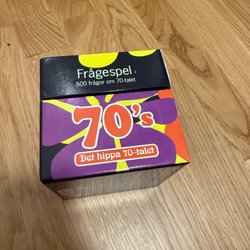 Frågespel
500 frågor om 70-talet
70's
Det hippa 70-talet